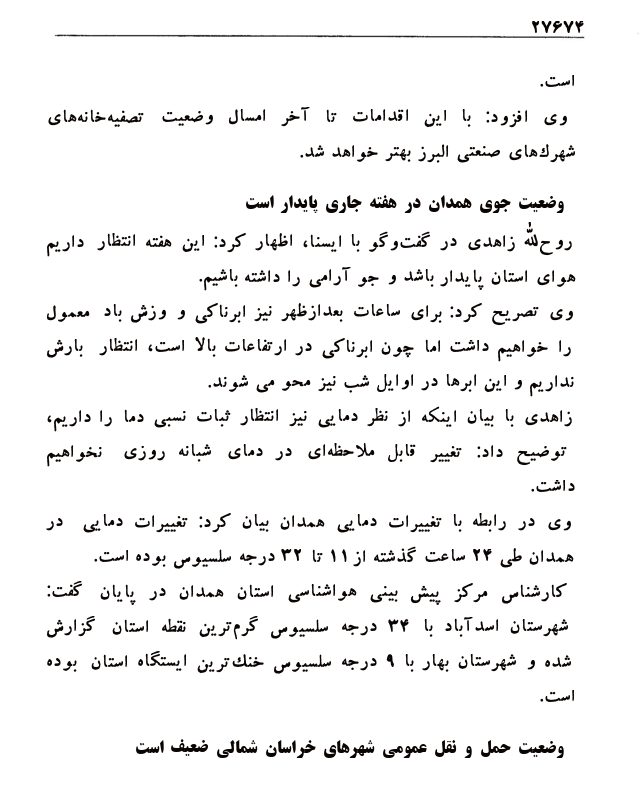 ۲۷۶۷۴
است.
وی افزود: با این اقدامات تا آخر امسال وضعیت تصفیه‌خانه‌های
شهرك‌های صنعتی البرز بهتر خواهد شد.
وضعیت جوی همدان در هفته جاری پایدار است
روح‌الله زاهدی در گفت‌وگو با ایسنا، اظهار کرد: این هفته انتظار داریم
هوای استان پایدار باشد و جو آرامی را داشته باشیم.
وی تصریح کرد: برای ساعات بعدازظهر نیز ابرناکی و وزش باد معمول
را خواهیم داشت اما چون ابرناکی در ارتفاعات بالا است، انتظار بارش
نداریم و این ابرها در اوایل شب نیز محو می شوند.
زاهدی با بیان اینکه از نظر دمایی نیز انتظار ثبات نسبی دما را داریم،
توضیح داد: تغییر قابل ملاحظه‌ای در دمای شبانه روزی نخواهیم
داشت.
وی در رابطه با تغییرات دمایی همدان بیان کرد: تغییرات دمایی در
همدان طی ۲۴ ساعت گذشته از ۱۱ تا ۳۲ درجه سلسیوس بوده است.
کارشناس مرکز پیش بینی هواشناسی استان همدان در پایان گفت:
شهرستان اسدآباد با ۳۴ درجه سلسیوس گرم‌ترین نقطه استان گزارش
شده و شهرستان بهار با ۹ درجه سلسیوس خنك‌ترین ایستگاه استان بوده
است.
وضعیت حمل و نقل عمومی شهرهای خراسان شمالی ضعیف است